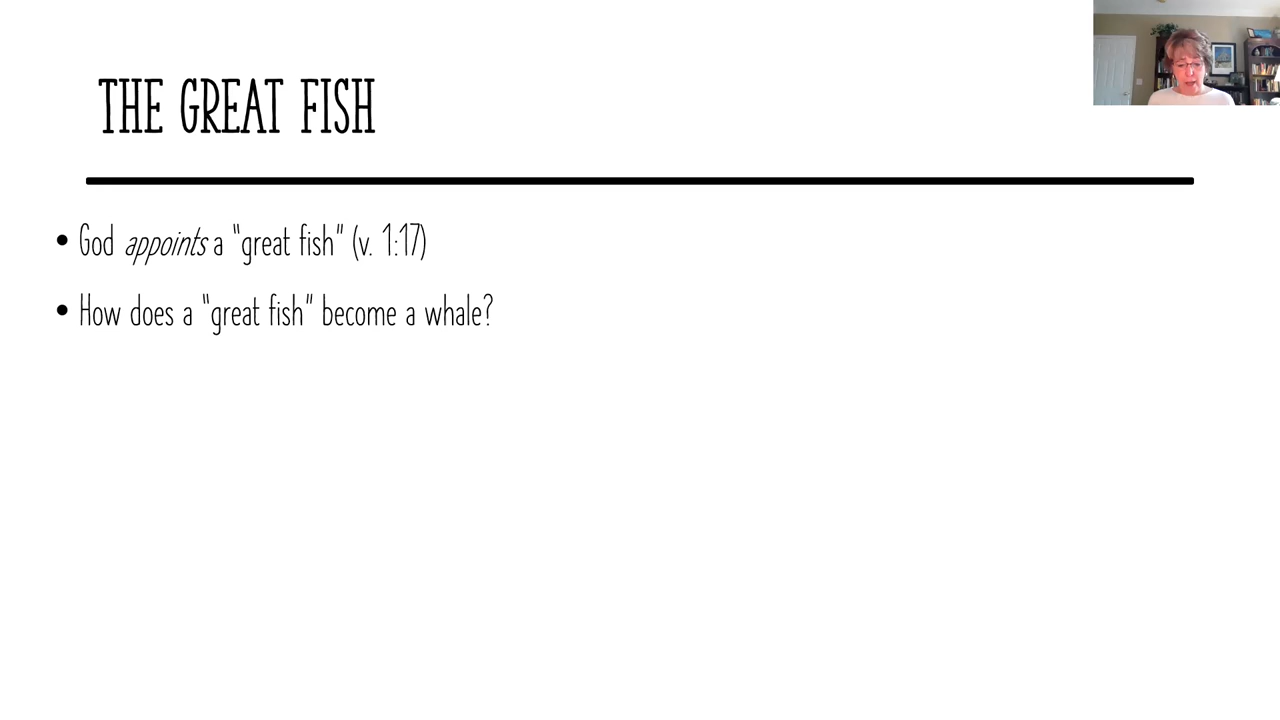 THE GREAT FISH
• God appoints a "great fish" (v. 1:17)
• How does a "great fish" become a whale?